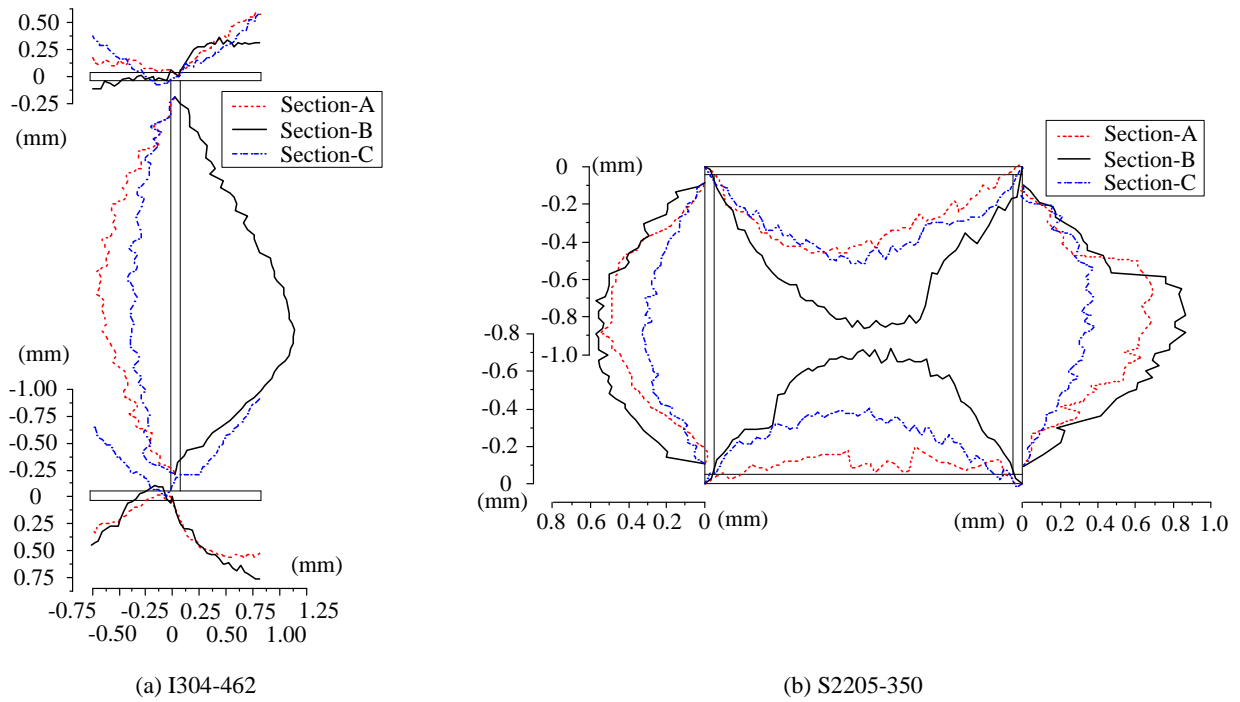 0.50
0.25
0
-0.25
(mm)
Section-A
Section-B
Section-C
(mm)
-1.00
-0.75
-0.50
-0.25
0
0.25
0.50
0.75
(mm)
-0.75 -0.25 0.25 0.75 1.25
-0.50 0 0.50 1.00
(a) I304-462
Section-A
Section-B
Section-C
0 (mm)
-0.2
-0.4
-0.6
-0.8
-1.0
-0.8
-0.6
-0.4
-0.2
0
(mm)
0.8 0.6 0.4 0.2 0 (mm)
(mm) 0 0.2 0.4 0.6 0.8 1.0
(b) S2205-350